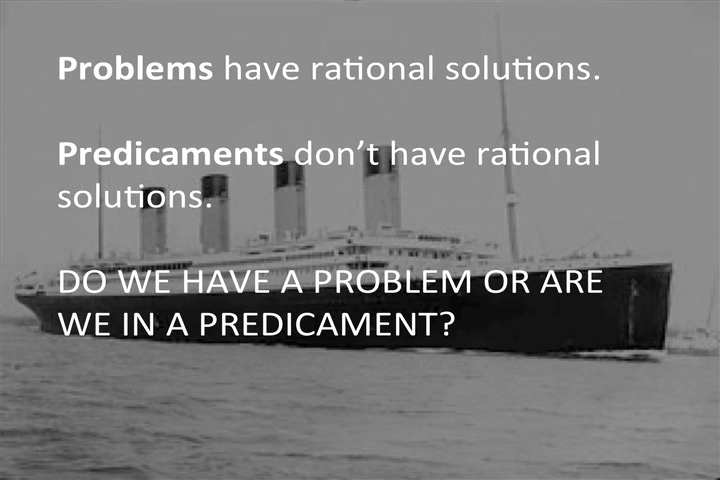 Problems have rational solutions.
Predicaments don’t have rational
solutions.
DO WE HAVE A PROBLEM OR ARE
WE IN A PREDICAMENT?